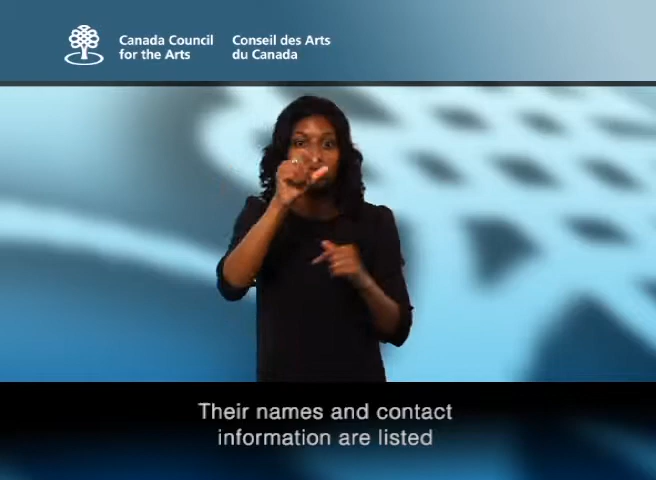 Canada Council
for the Arts
Conseil des Arts
du Canada
Their names and contact
information are listed